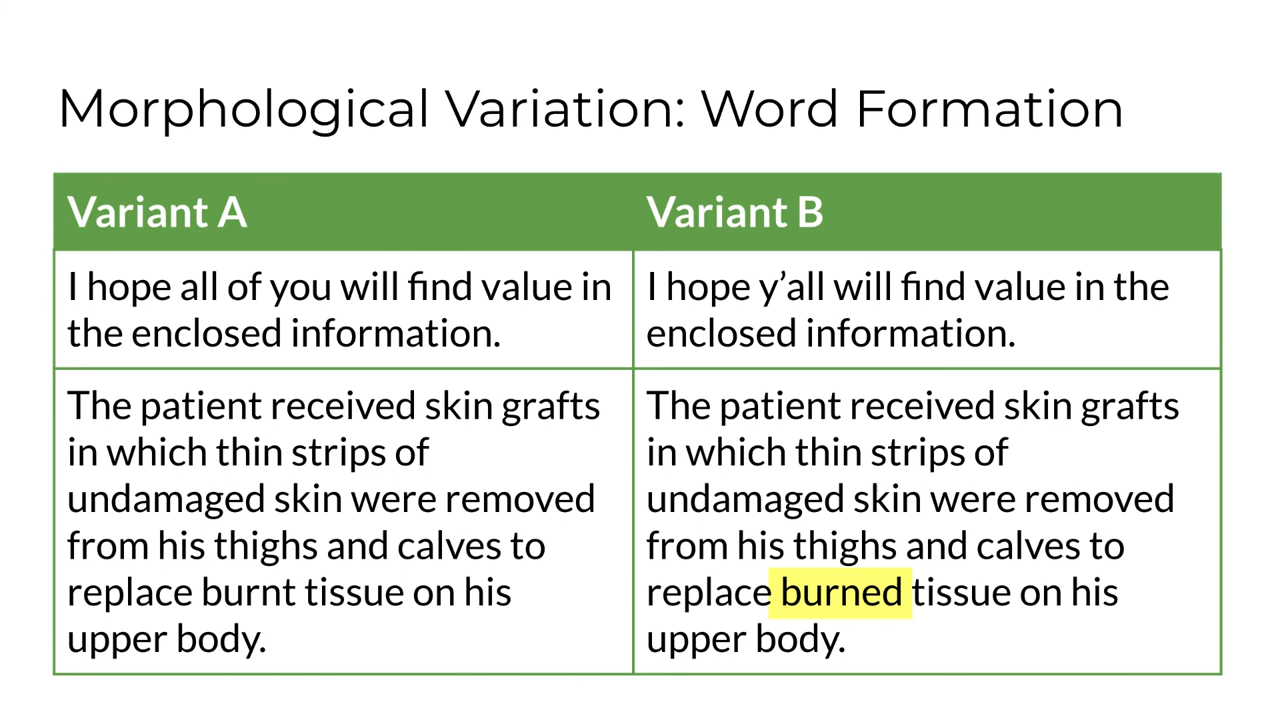 Morphological Variation: Word Formation
Variant A
Variant B
I hope all of you will find value in
the enclosed information.
I hope y’all will find value in the
enclosed information.
The patient received skin grafts
in which thin strips of
undamaged skin were removed
from his thighs and calves to
replace burnt tissue on his
upper body.
The patient received skin grafts
in which thin strips of
undamaged skin were removed
from his thighs and calves to
replace burned tissue on his
upper body.